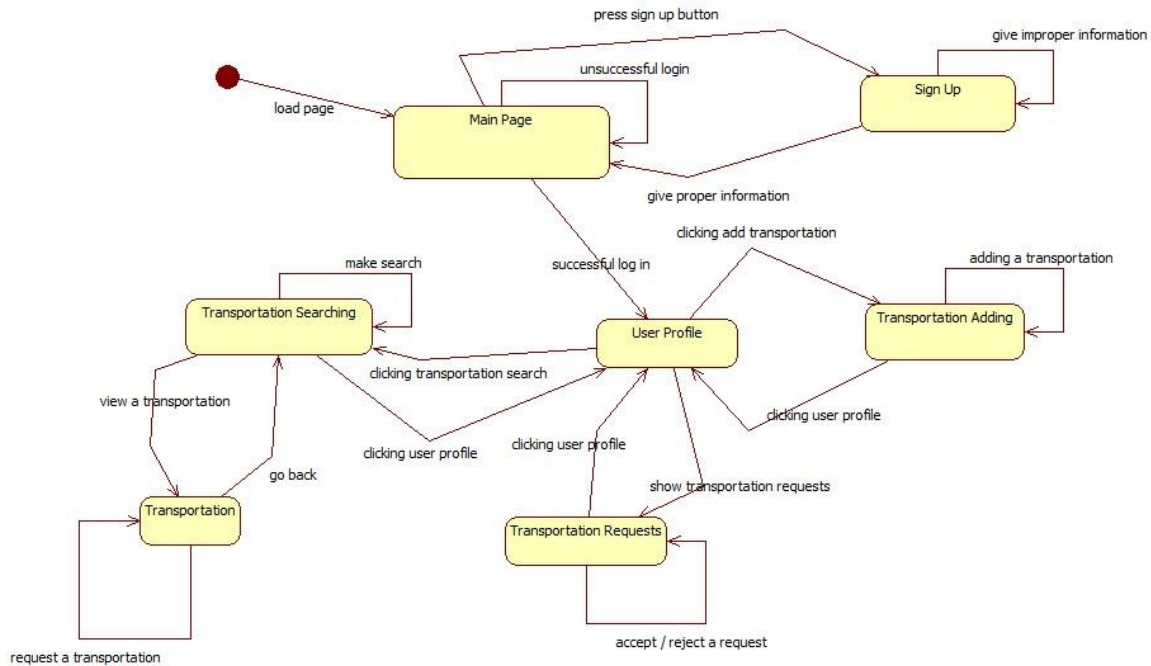 press sign up button
give improper information
unsuccessful login
Sign Up
load page
Main Page
give proper information
clicking add transportation
successful log in
make search
adding a transportation
Transportation Searching
User Profile
Transportation Adding
clicking transportation search
view a transportation
clicking user profile
clicking user profile
clicking user profile
go back
show transportation requests
Transportation
Transportation Requests
accept / reject a request
request a transportation